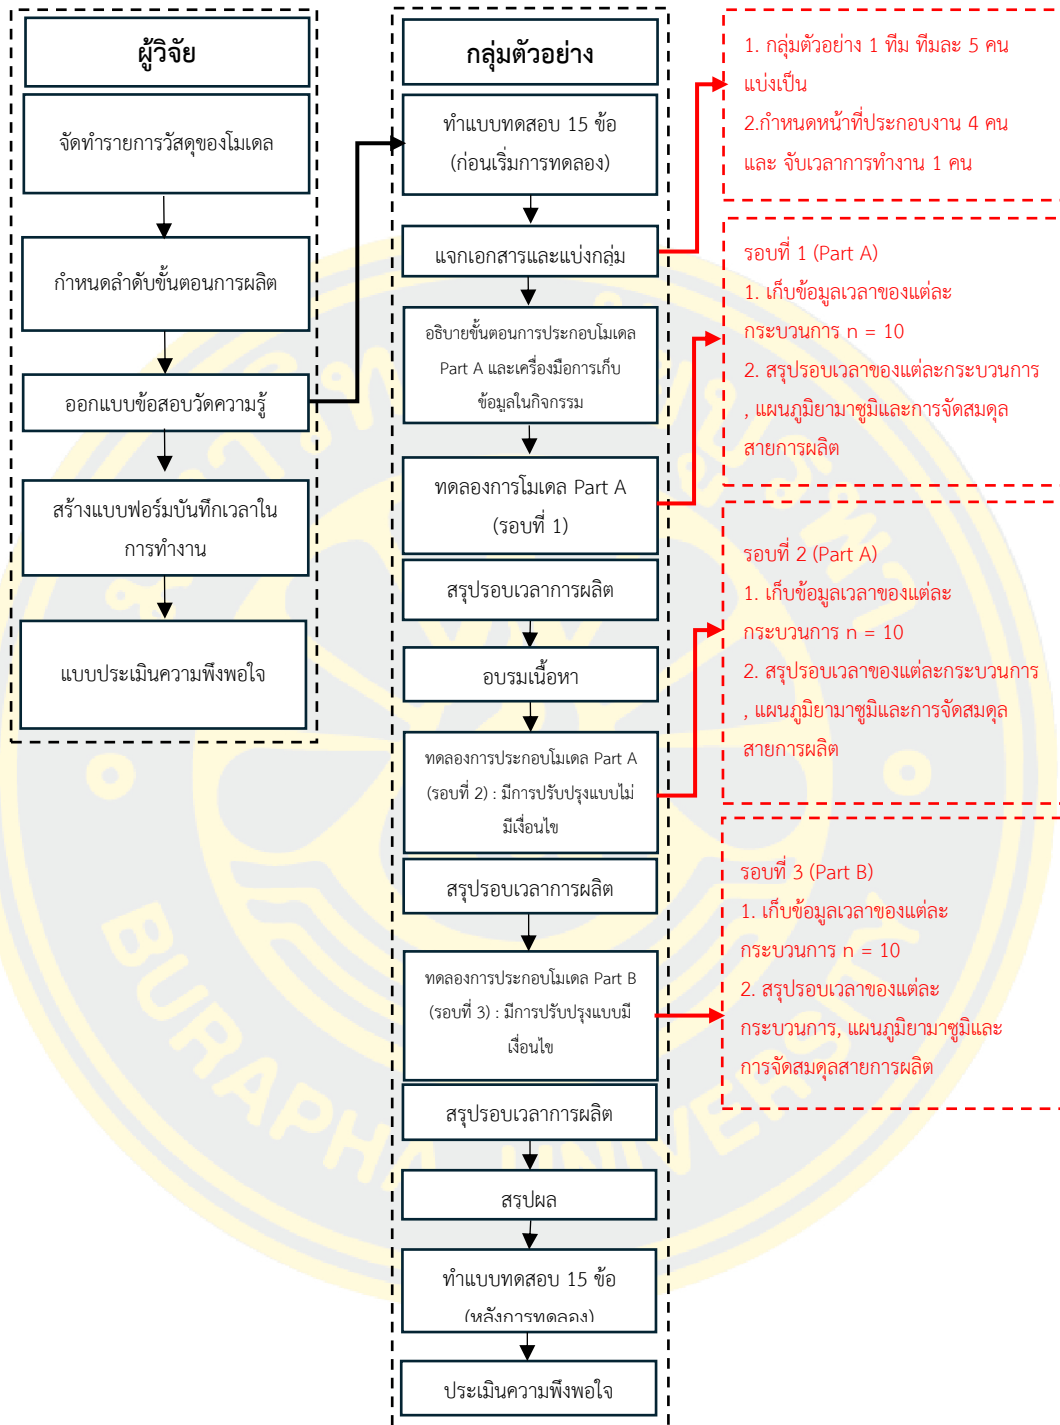 ผู้วิจัย
จัดทำรายการวัสดุของโมเดล
กำหนดลำดับขั้นตอนการผลิต
ออกแบบข้อสอบวัดความรู้
สร้างแบบฟอร์มบันทึกเวลาใน
การทำงาน
แบบประเมินความพึงพอใจ
กลุ่มตัวอย่าง
ทำแบบทดสอบ 15 ข้อ
(ก่อนเริ่มการทดลอง)
แจกเอกสารและแบ่งกลุ่ม
อธิบายขั้นตอนการประกอบโมเดล
Part A และเครื่องมือการเก็บ
ข้อมูลในกิจกรรม
ทดลองการโมเดล Part A
(รอบที่ 1)
สรุปรอบเวลาการผลิต
อบรมเนื้อหา
ทดลองการประกอบโมเดล Part A
(รอบที่ 2) : มีการปรับปรุงแบบไม่
มีเงื่อนไข
สรุปรอบเวลาการผลิต
ทดลองการประกอบโมเดล Part B
(รอบที่ 3) : มีการปรับปรุงแบบมี
เงื่อนไข
สรุปรอบเวลาการผลิต
สรุปผล
ทำแบบทดสอบ 15 ข้อ
(หลังการทดลอง)
ประเมินความพึงพอใจ
1. กลุ่มตัวอย่าง 1 ทีม ทีมละ 5 คน
แบ่งเป็น
2.กำหนดหน้าที่ประกอบงาน 4 คน
และ จับเวลาการทำงาน 1 คน
รอบที่ 1 (Part A)
1. เก็บข้อมูลเวลาของแต่ละ
กระบวนการ n = 10
2. สรุปรอบเวลาของแต่ละกระบวนการ
, แผนภูมิยามาซูมิและการจัดสมดุล
สายการผลิต
รอบที่ 2 (Part A)
1. เก็บข้อมูลเวลาของแต่ละ
กระบวนการ n = 10
2. สรุปรอบเวลาของแต่ละกระบวนการ
, แผนภูมิยามาซูมิและการจัดสมดุล
สายการผลิต
รอบที่ 3 (Part B)
1. เก็บข้อมูลเวลาของแต่ละ
กระบวนการ n = 10
2. สรุปรอบเวลาของแต่ละ
กระบวนการ, แผนภูมิยามาซูมิและ
การจัดสมดุลสายการผลิต
BURAPHA UNIVERSITY